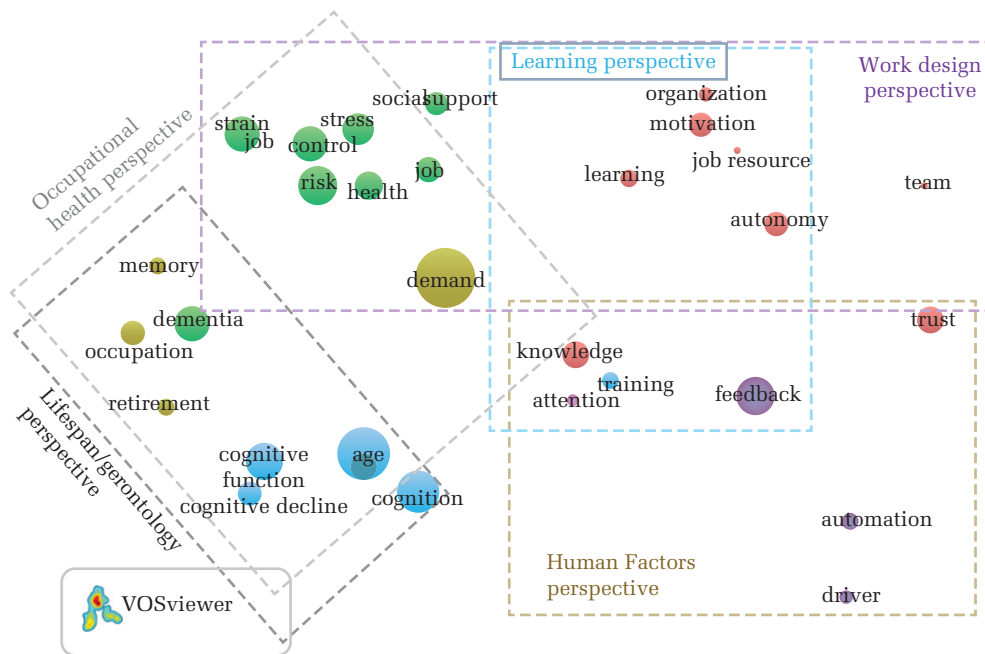 Learning perspective
Work design
perspective
Occupational
health perspective
socialsupport
organization
strain
job
stress
control
motivation
job resource
risk
health
job
learning
team
autonomy
memory
demand
dementia
occupation
trust
knowledge
training
attention
feedback
retirement
Lifespan/gerontology
perspective
cognitive
function
age
cognitive decline
cognition
automation
Human Factors
perspective
driver
VOSviewer